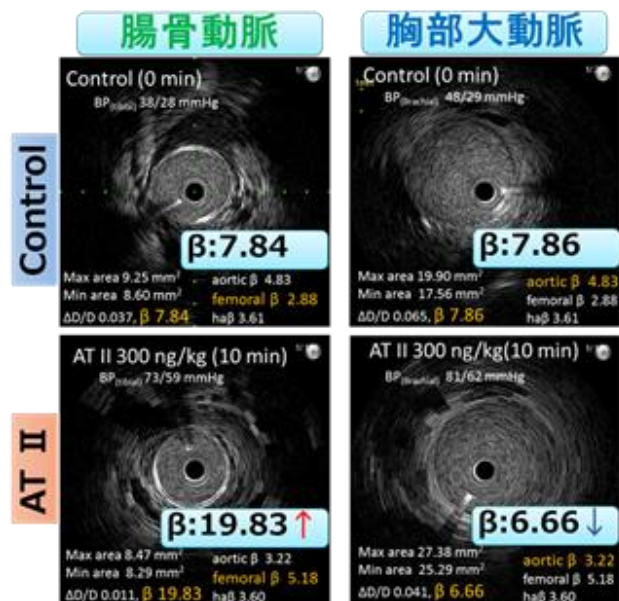 腸骨動脈
胸部大動脈
Control
Control (0 min)
BP(tibial) 38/28 mmHg
β:7.84
Max area 9.25 mm²
Min area 8.60 mm²
ΔD/D 0.037, β 7.84
aortic β 4.83
femoral β 2.88
haβ 3.61
Control (0 min)
BP(Brachial) 48/29 mmHg
β:7.86
Max area 19.90 mm²
Min area 17.56 mm²
ΔD/D 0.065, β 7.86
aortic β 4.83
femoral β 2.88
haβ 3.61
AT Ⅱ
AT II 300 ng/kg (10 min)
BP(tibial) 73/59 mmHg
β:19.83↑
Max area 8.47 mm²
Min area 8.29 mm²
ΔD/D 0.011, β 19.83
aortic β 3.22
femoral β 5.18
haβ 3.60
AT II 300 ng/kg(10 min)
BP(Brachial) 81/62 mmHg
β:6.66↓
Max area 27.38 mm²
Min area 25.29 mm²
ΔD/D 0.041, β 6.66
aortic β 3.22
femoral β 5.18
haβ 3.60